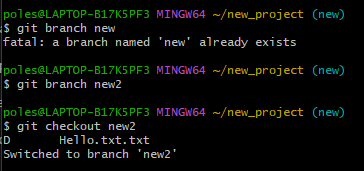 poles@LAPTOP-B17K5PF3 MINGW64 ~/new_project (new)
$ git branch new
fatal: a branch named 'new' already exists
poles@LAPTOP-B17K5PF3 MINGW64 ~/new_project (new)
$ git branch new2
poles@LAPTOP-B17K5PF3 MINGW64 ~/new_project (new)
$ git checkout new2
D Hello.txt.txt
Switched to branch 'new2'